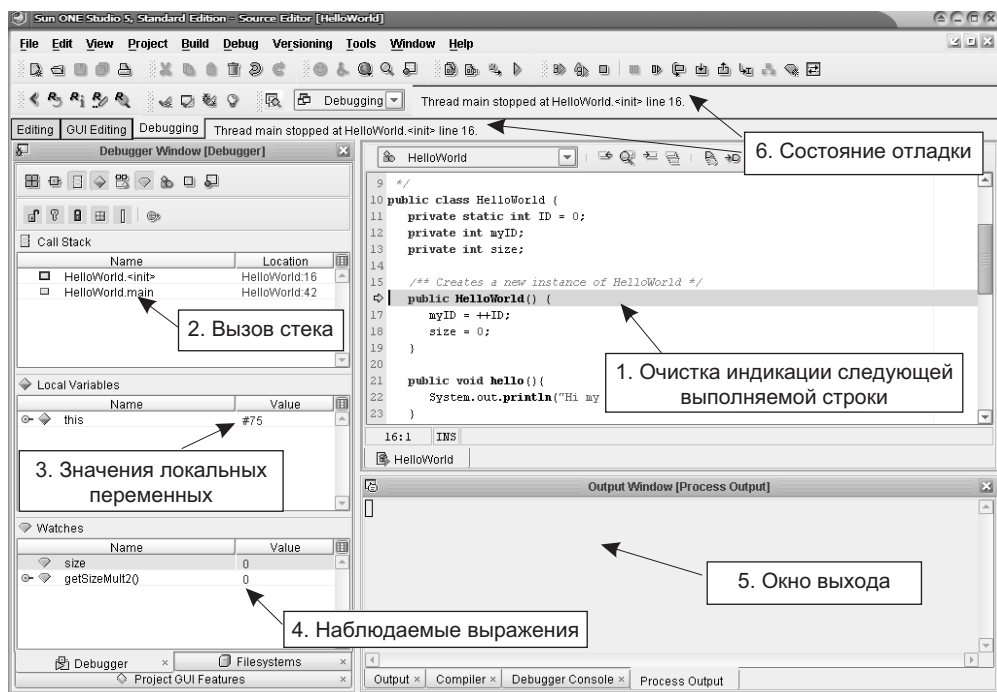 Sun ONE Studio 5, Standard Edition - Source Editor [HelloWorld]
File Edit View Project Build Debug Versioning Tools Window Help
Debugging
Thread main stopped at HelloWorld.<init> line 16.
Editing GUI Editing Debugging Thread main stopped at HelloWorld.<init> line 16.
6. Состояние отладки
Debugger Window [Debugger]
Call Stack
Name Location
HelloWorld.<init> HelloWorld:16
HelloWorld.main HelloWorld:42
2. Вызов стека
Local Variables
Name Value
this #75
3. Значения локальных
переменных
Watches
Name Value
size 0
getSizeMult2() 0
4. Наблюдаемые выражения
Debugger × Filesystems ×
Project GUI Features ×
HelloWorld
9 */
10 public class HelloWorld {
11 private static int ID = 0;
12 private int myID;
13 private int size;
14
15 /** Creates a new instance of HelloWorld */
public HelloWorld() {
17 myID = ++ID;
18 size = 0;
19 }
20
21 public void hello(){
22 System.out.println("Hi my
23 }
1. Очистка индикации следующей
выполняемой строки
16:1 INS
HelloWorld
Output Window [Process Output]
5. Окно выхода
Output × Compiler × Debugger Console × Process Output